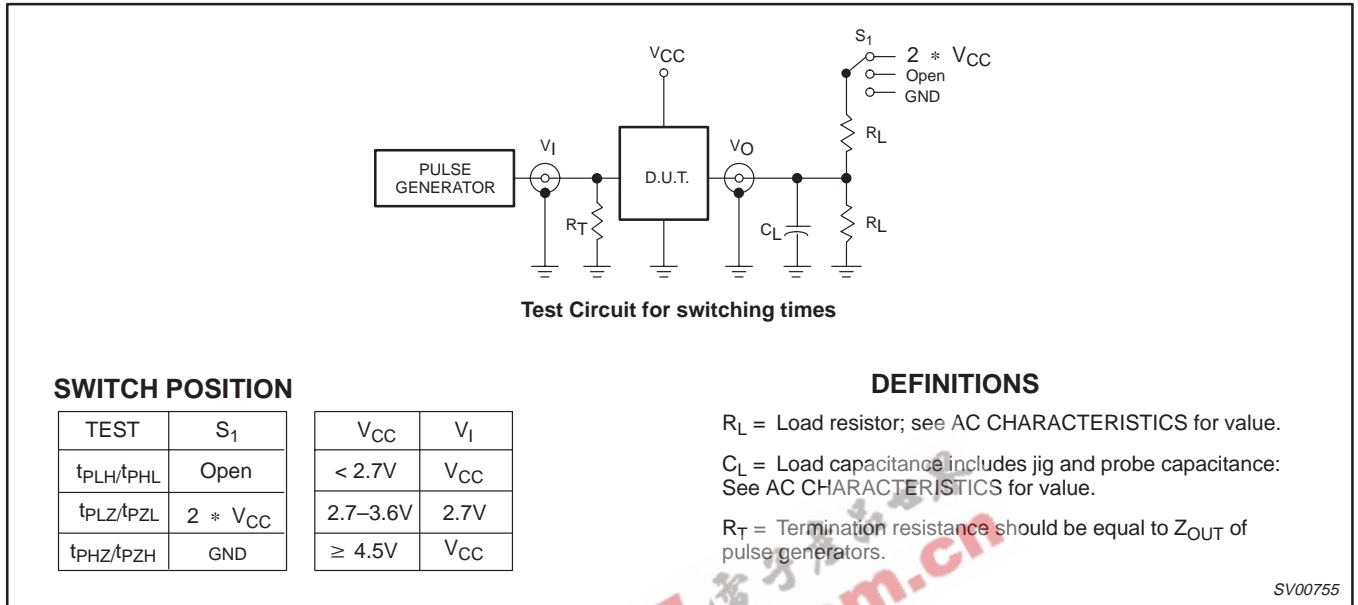 S1
2 * VCC
Open
GND
VCC
RL
VI
VO
PULSE
GENERATOR
D.U.T.
RT
CL
RL
Test Circuit for switching times
SWITCH POSITION
TEST S1
tPLH/tPHL Open
tPLZ/tPZL 2 * VCC
tPHZ/tPZH GND
VCC VI
< 2.7V VCC
2.7–3.6V 2.7V
≥ 4.5V VCC
DEFINITIONS
RL = Load resistor; see AC CHARACTERISTICS for value.
CL = Load capacitance includes jig and probe capacitance:
See AC CHARACTERISTICS for value.
RT = Termination resistance should be equal to ZOUT of
pulse generators.
SV00755